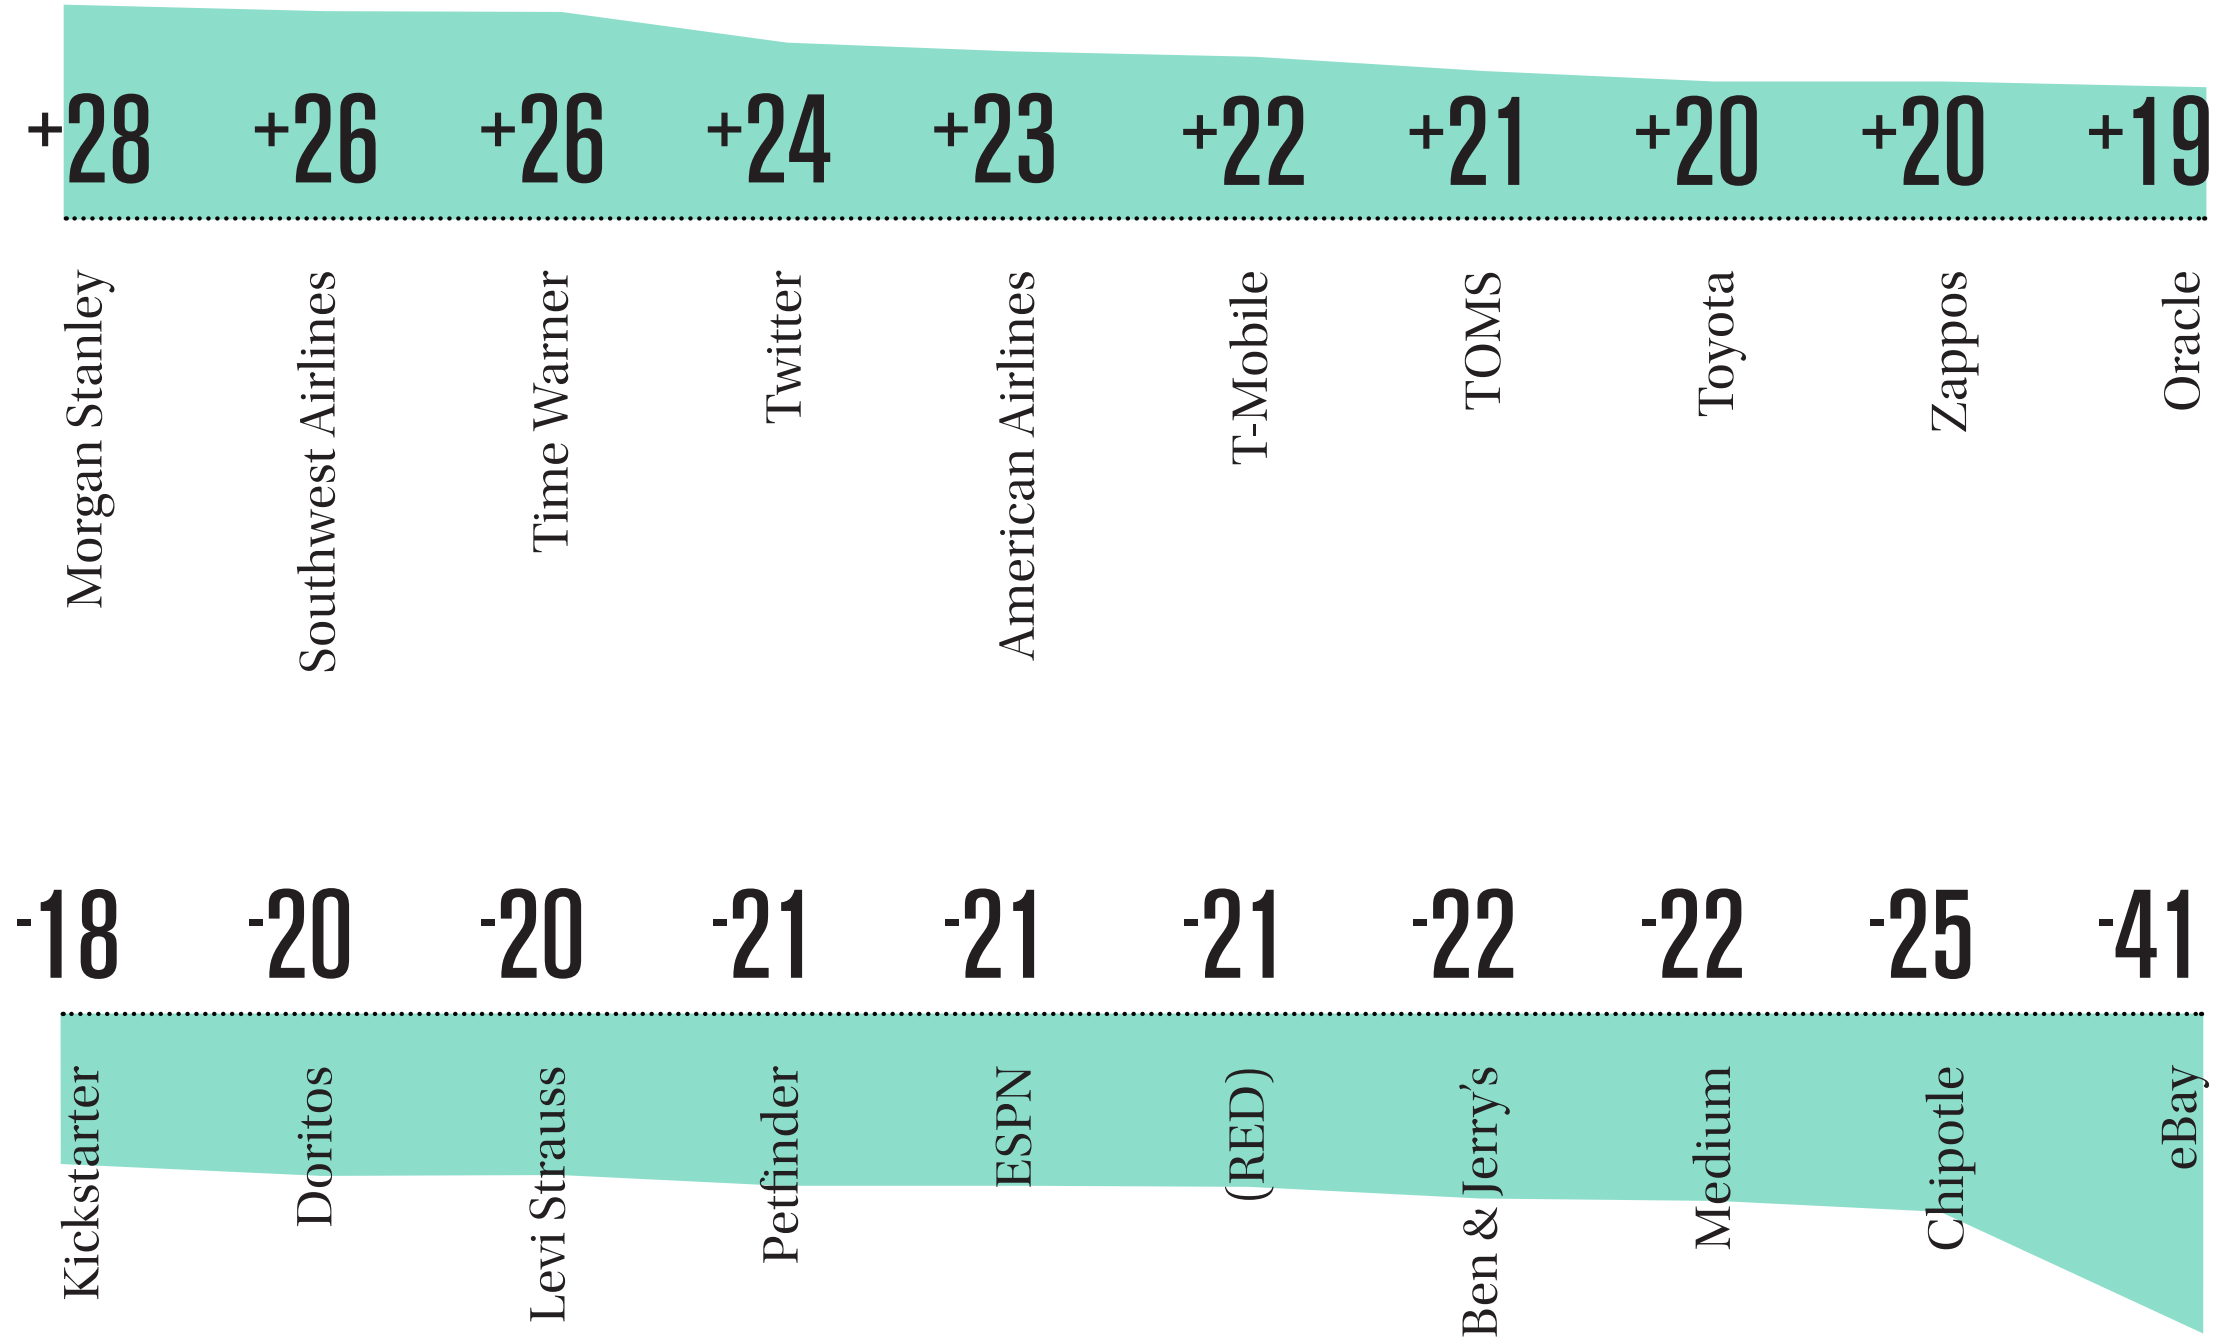 +28 +26 +26 +24 +23 +22 +21 +20 +20 +19
Morgan Stanley
Southwest Airlines
Time Warner
Twitter
American Airlines
T-Mobile
TOMS
Toyota
Zappos
Oracle
-18 -20 -20 -21 -21 -21 -22 -22 -25 -41
Kickstarter
Doritos
Levi Strauss
Petfinder
ESPN
(RED)
Ben & Jerry’s
Medium
Chipotle
eBay